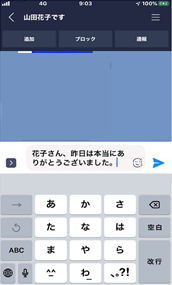 4G 9:03 100%
山田花子です
追加 ブロック 通報
花子さん、昨日は本当にあ
りがとうございました。
→ あ か さ
た な は 空白
ABC ま や ら
改行
^^ わ_ 、。?!